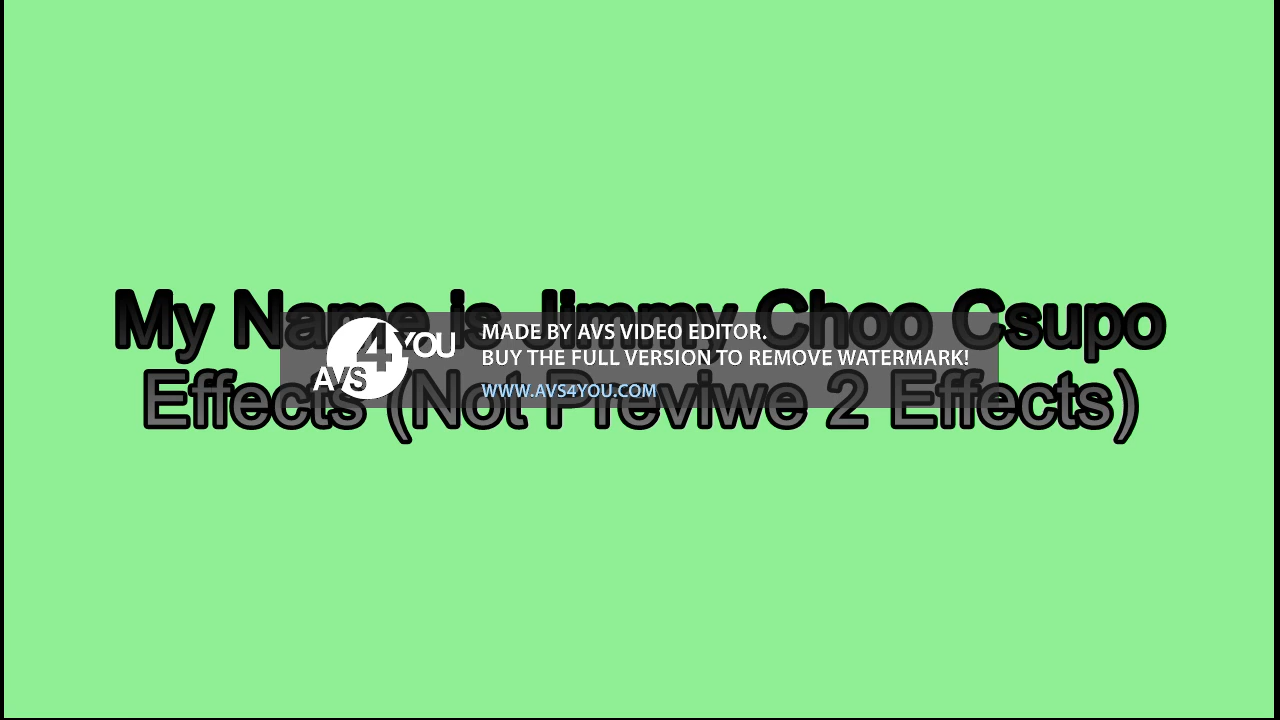 My Name is Jimmy Choo Csupo
Effects (Not Previwe 2 Effects)
AVS4YOU
MADE BY AVS VIDEO EDITOR.
BUY THE FULL VERSION TO REMOVE WATERMARK!
WWW.AVS4YOU.COM